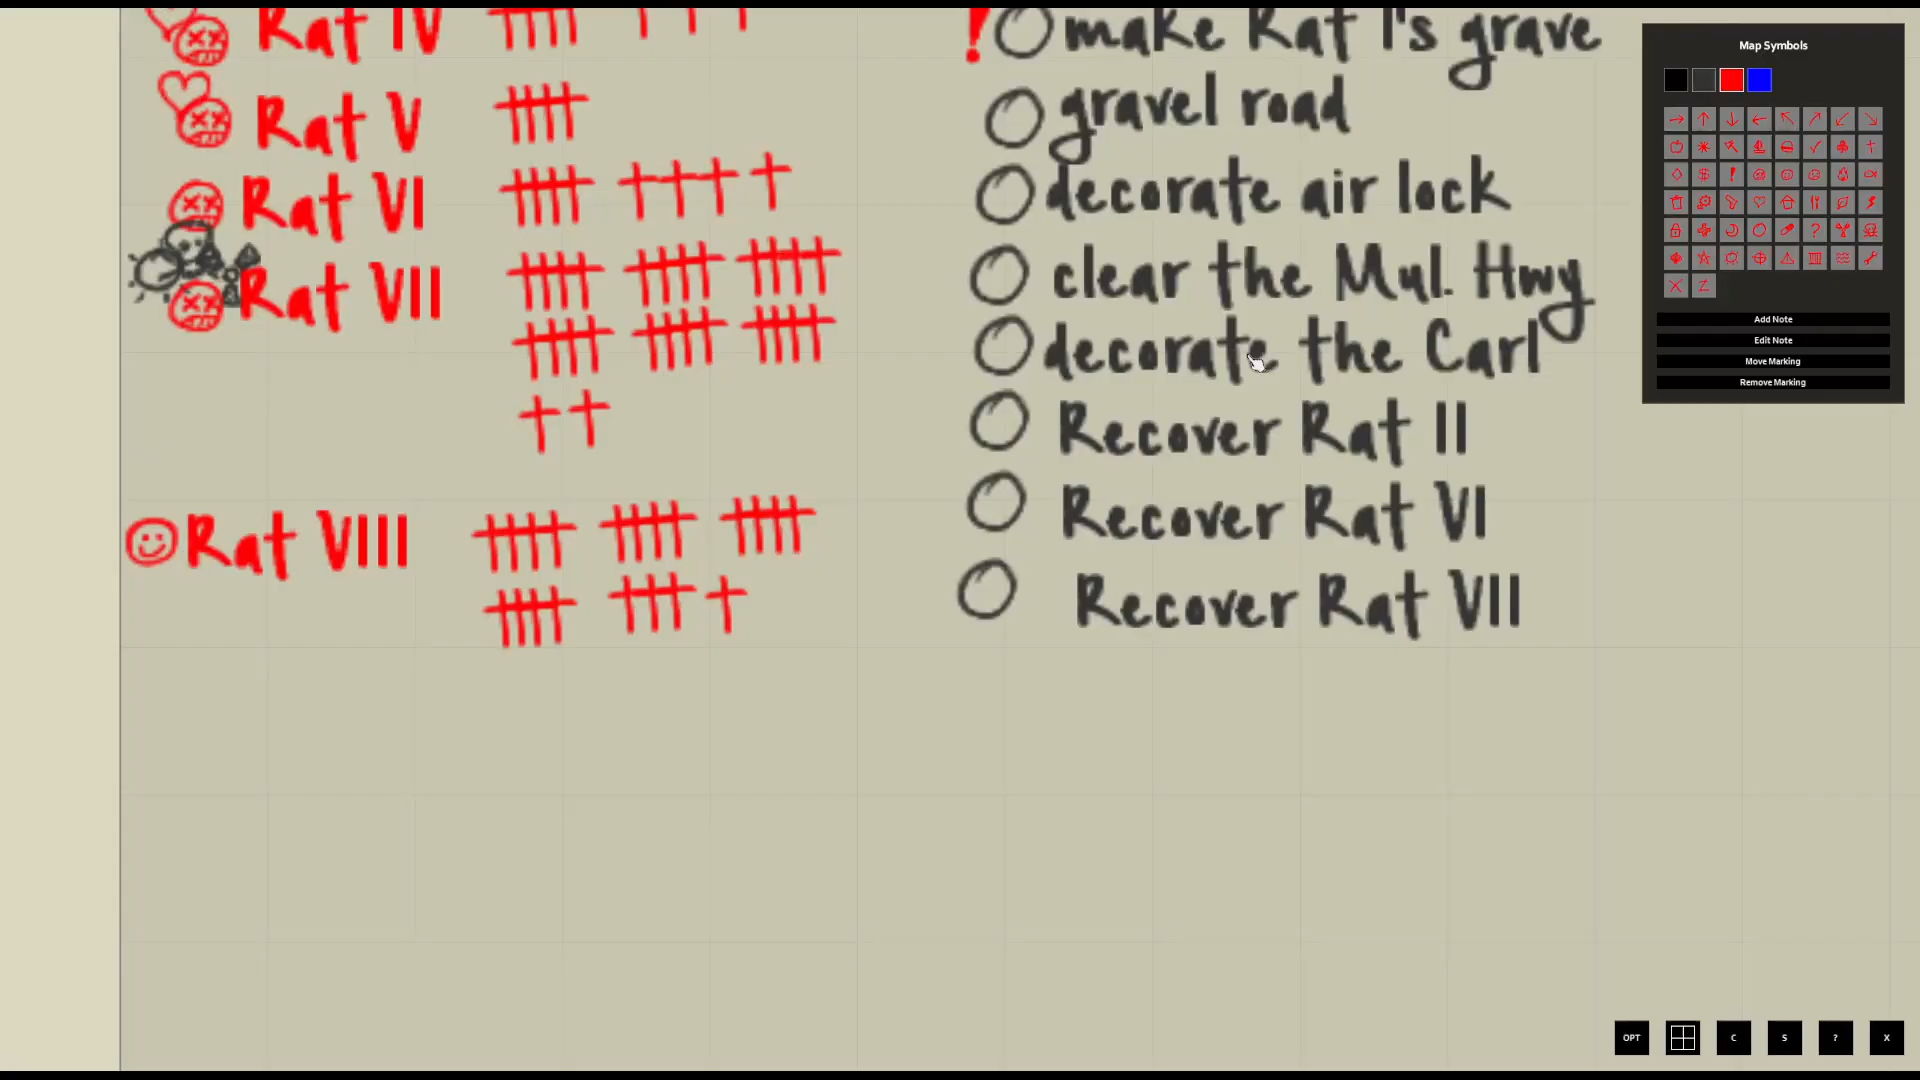 Rat IV
Rat V
Rat VI
Rat VII
Rat VIII
make Rat I's grave
gravel road
decorate air lock
clear the Mul. Hwy
decorate the Carl
Recover Rat II
Recover Rat VI
Recover Rat VII
Map Symbols
Add Note
Edit Note
Move Marking
Remove Marking
OPT
C
S
?
X